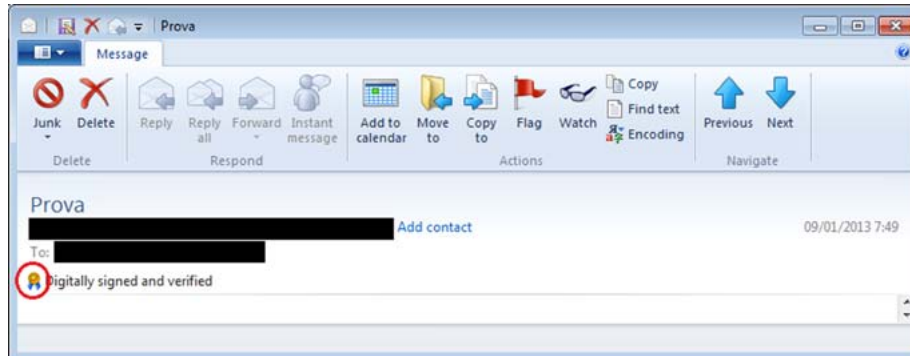 Prova
Message
Junk
Delete
Reply
Reply all
Forward
Instant message
Add to calendar
Move to
Copy to
Flag
Watch
Copy
Find text
Encoding
Previous
Next
Delete
Respond
Actions
Navigate
Prova
Add contact
09/01/2013 7:49
To:
Digitally signed and verified